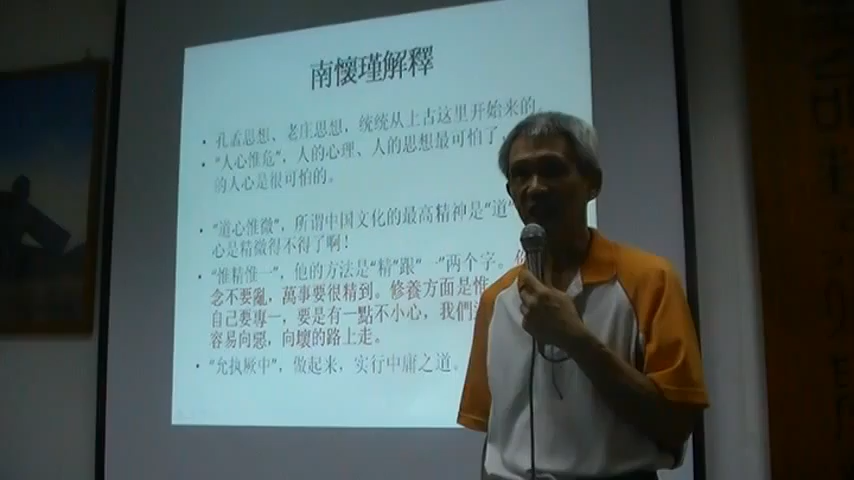 南懷瑾解釋
• 孔孟思想、老庄思想，统统从上古这里开始来的。
• “人心惟危”，人的心理、人的思想最可怕了，
的人心是很可怕的。
• “道心惟微”，所谓中国文化的最高精神是“道”
心是精微得不得了啊！
• “惟精惟一”，他的方法是“精”跟“一”两个字。
念不要亂，萬事要很精到。修養方面是惟
自己要專一，要是有一點不小心，我們
容易向惡，向壞的路上走。
• “允执厥中”，做起来，实行中庸之道。